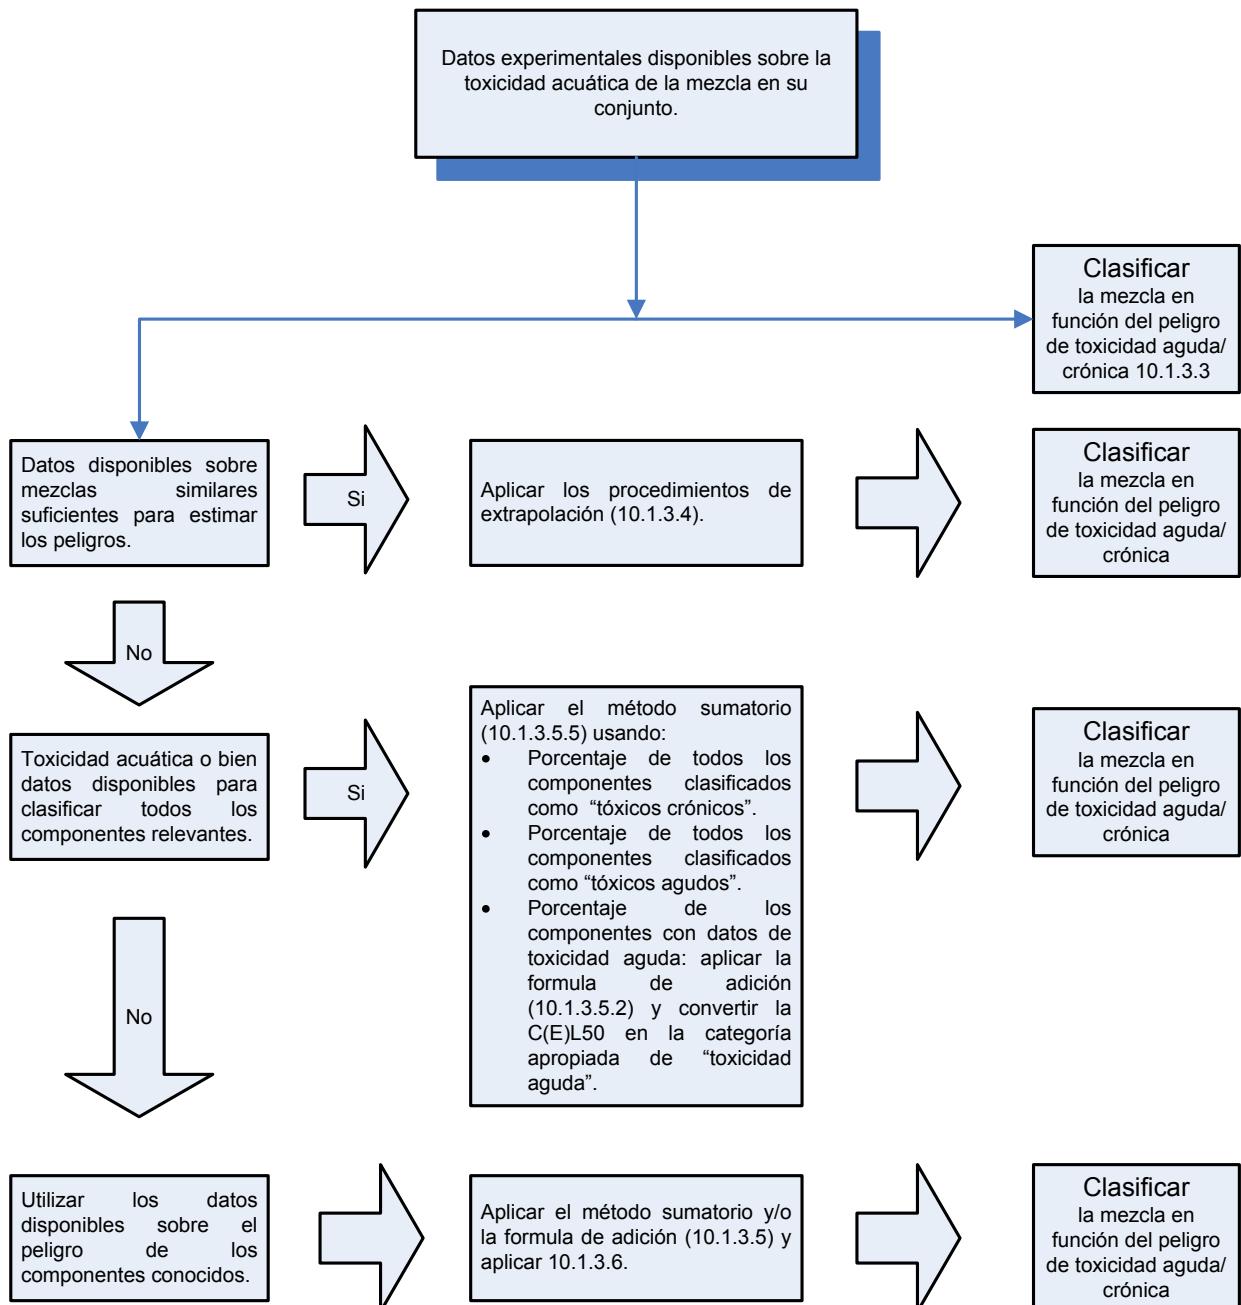 Datos experimentales disponibles sobre la
toxicidad acuática de la mezcla en su
conjunto.
Clasificar
la mezcla en
función del peligro
de toxicidad aguda/
crónica 10.1.3.3
Datos disponibles sobre
mezclas similares
suficientes para estimar
los peligros.
Si
Aplicar los procedimientos de
extrapolación (10.1.3.4).
Clasificar
la mezcla en
función del peligro
de toxicidad aguda/
crónica
No
Toxicidad acuática o bien
datos disponibles para
clasificar todos los
componentes relevantes.
Si
Aplicar el método sumatorio
(10.1.3.5.5) usando:
• Porcentaje de todos los
componentes clasificados
como “tóxicos crónicos”.
• Porcentaje de todos los
componentes clasificados
como “tóxicos agudos”.
• Porcentaje de los
componentes con datos de
toxicidad aguda: aplicar la
formula de adición
(10.1.3.5.2) y convertir la
C(E)L50 en la categoría
apropiada de “toxicidad
aguda”.
Clasificar
la mezcla en
función del peligro
de toxicidad aguda/
crónica
No
Utilizar los datos
disponibles sobre el
peligro de los
componentes conocidos.
Aplicar el método sumatorio y/o
la formula de adición (10.1.3.5) y
aplicar 10.1.3.6.
Clasificar
la mezcla en
función del peligro
de toxicidad aguda/
crónica